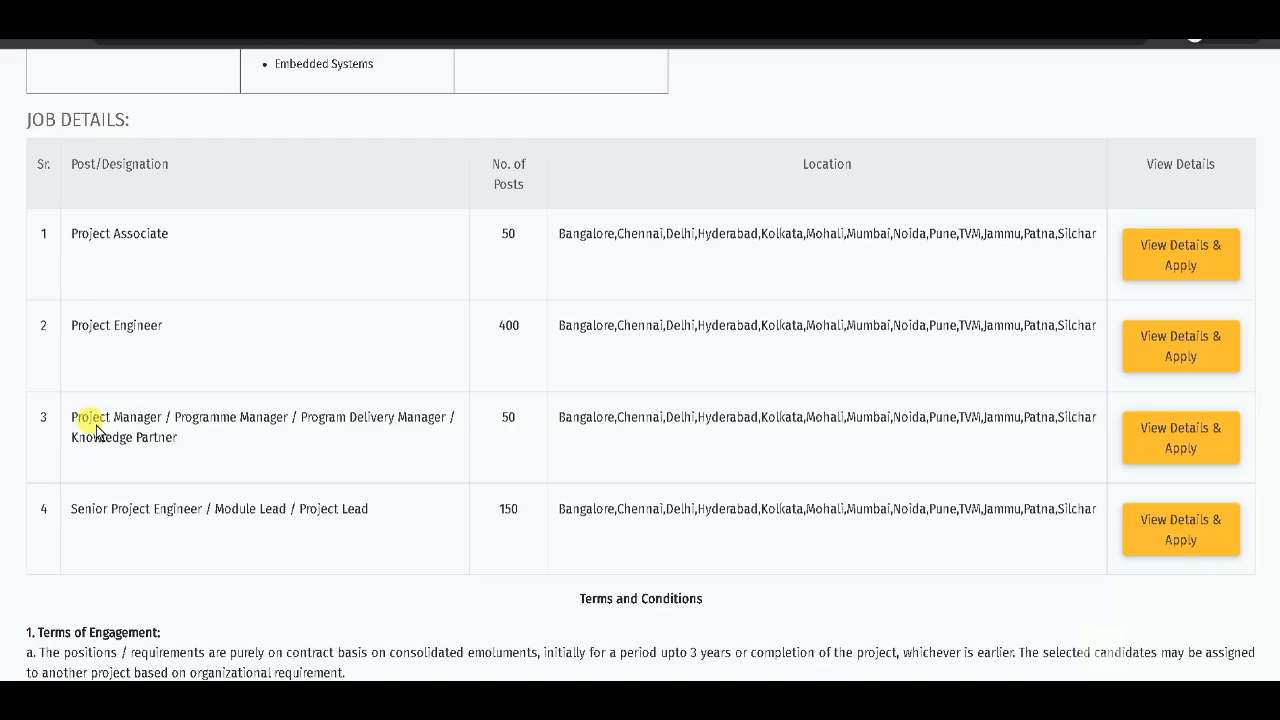 Embedded Systems
JOB DETAILS:
Sr.
Post/Designation
No. of
Posts
Location
View Details
1
Project Associate
50
Bangalore,Chennai,Delhi,Hyderabad,Kolkata,Mohali,Mumbai,Noida,Pune,TVM,Jammu,Patna,Silchar
View Details &
Apply
2
Project Engineer
400
Bangalore,Chennai,Delhi,Hyderabad,Kolkata,Mohali,Mumbai,Noida,Pune,TVM,Jammu,Patna,Silchar
View Details &
Apply
3
Project Manager / Programme Manager / Program Delivery Manager /
Knowledge Partner
50
Bangalore,Chennai,Delhi,Hyderabad,Kolkata,Mohali,Mumbai,Noida,Pune,TVM,Jammu,Patna,Silchar
View Details &
Apply
4
Senior Project Engineer / Module Lead / Project Lead
150
Bangalore,Chennai,Delhi,Hyderabad,Kolkata,Mohali,Mumbai,Noida,Pune,TVM,Jammu,Patna,Silchar
View Details &
Apply
Terms and Conditions
1. Terms of Engagement:
a. The positions / requirements are purely on contract basis on consolidated emoluments, initially for a period upto 3 years or completion of the project, whichever is earlier. The selected candidates may be assigned
to another project based on organizational requirement.